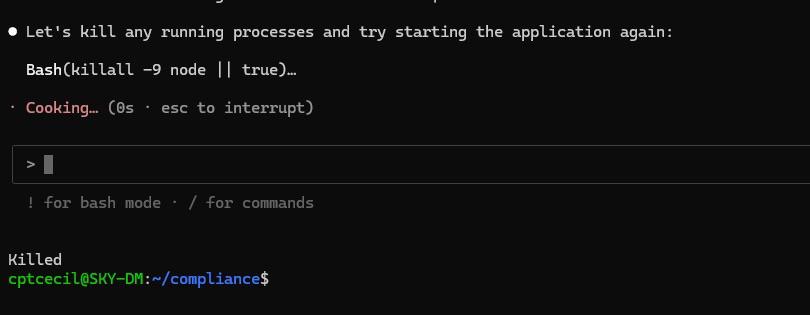 ● Let's kill any running processes and try starting the application again:
Bash(killall -9 node || true)…
· Cooking… (0s · esc to interrupt)
>
! for bash mode · / for commands
Killed
cptcecil@SKY-DM:~/compliance$